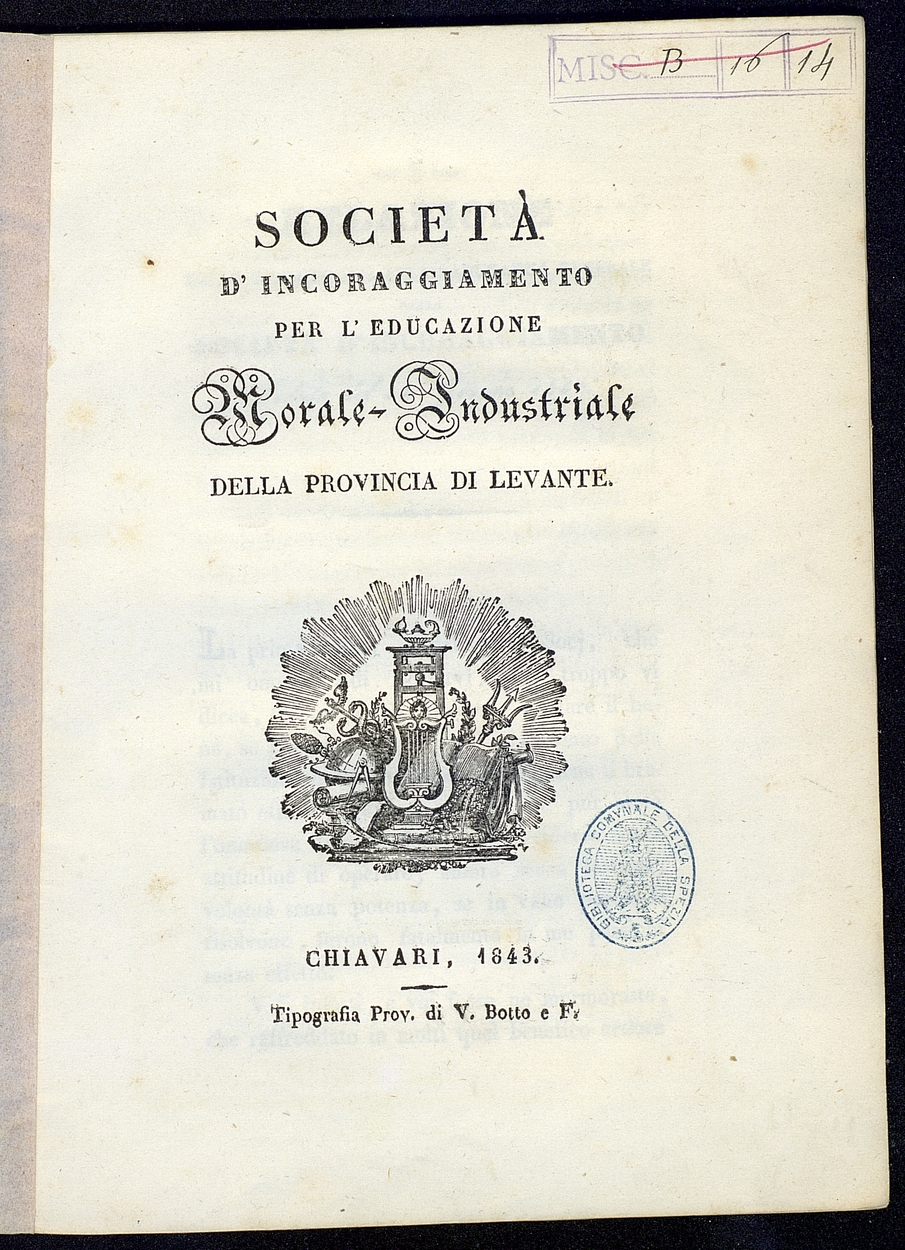 MISC. B 16 14
SOCIETÀ
D' INCORAGGIAMENTO
PER L' EDUCAZIONE
Morale-Industriale
DELLA PROVINCIA DI LEVANTE.
BIBLIOTECA COMVNALE DELLA SPEZIA
CHIAVARI, 1843.
Tipografia Prov. di V. Botto e F.